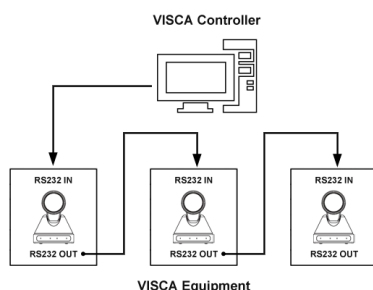 VISCA Controller
RS232 IN
RS232 IN
RS232 IN
RS232 OUT
RS232 OUT
RS232 OUT
VISCA Equipment